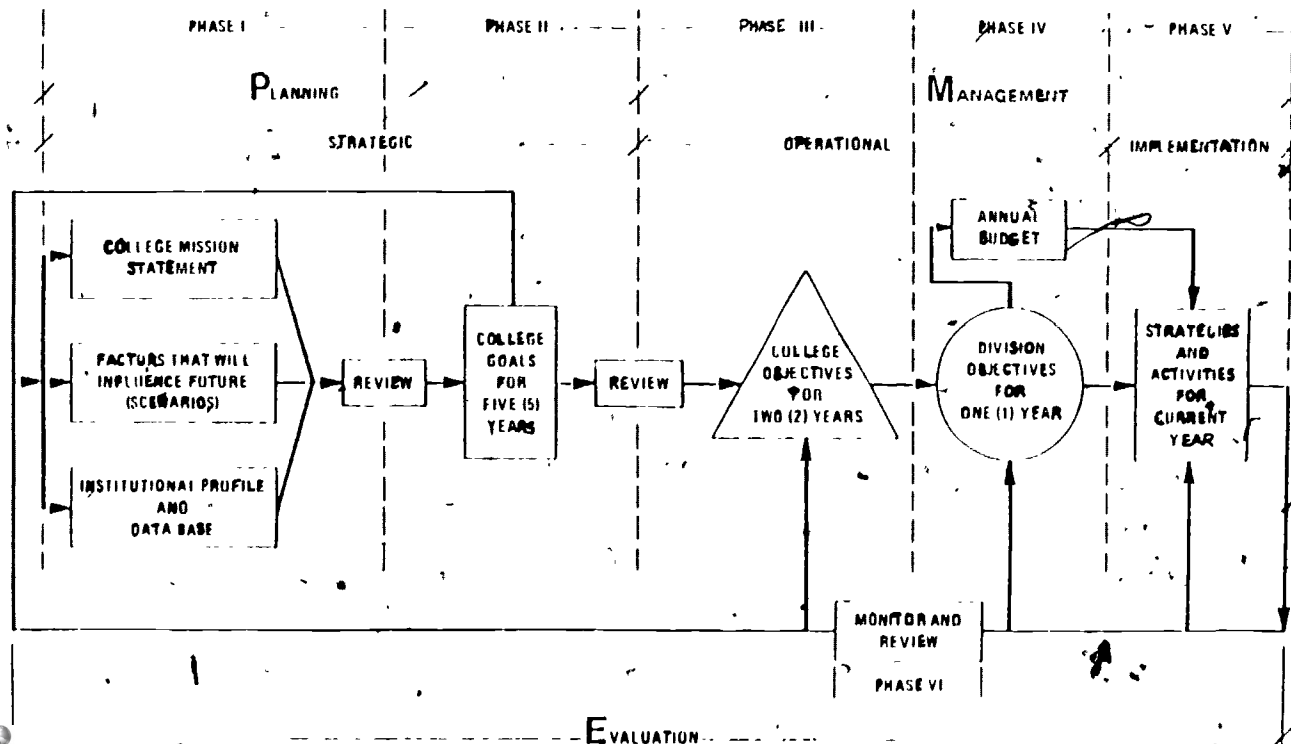 PHASE I
PHASE II
PHASE III
PHASE IV
PHASE V
PLANNING
MANAGEMENT
STRATEGIC
OPERATIONAL
IMPLEMENTATION
COLLEGE MISSION
STATEMENT
FACTORS THAT WILL
INFLUENCE FUTURE
(SCENARIOS)
INSTITUTIONAL PROFILE
AND
DATA BASE
REVIEW
COLLEGE
GOALS
FOR
FIVE (5)
YEARS
REVIEW
COLLEGE
OBJECTIVES
FOR
TWO (2) YEARS
ANNUAL
BUDGET
DIVISION
OBJECTIVES
FOR
ONE (1) YEAR
STRATEGIES
AND
ACTIVITIES
FOR
CURRENT
YEAR
MONITOR AND
REVIEW
PHASE VI
EVALUATION